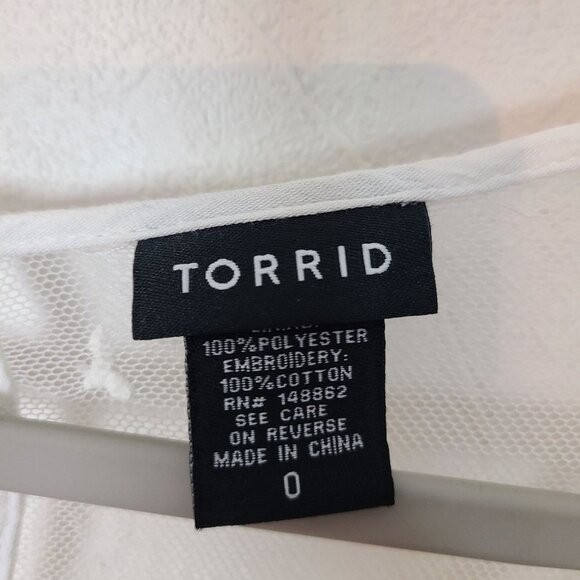 TORRID
100%POLYESTER
EMBROIDERY:
100%COTTON
RN# 148862
SEE CARE
ON REVERSE
MADE IN CHINA
0